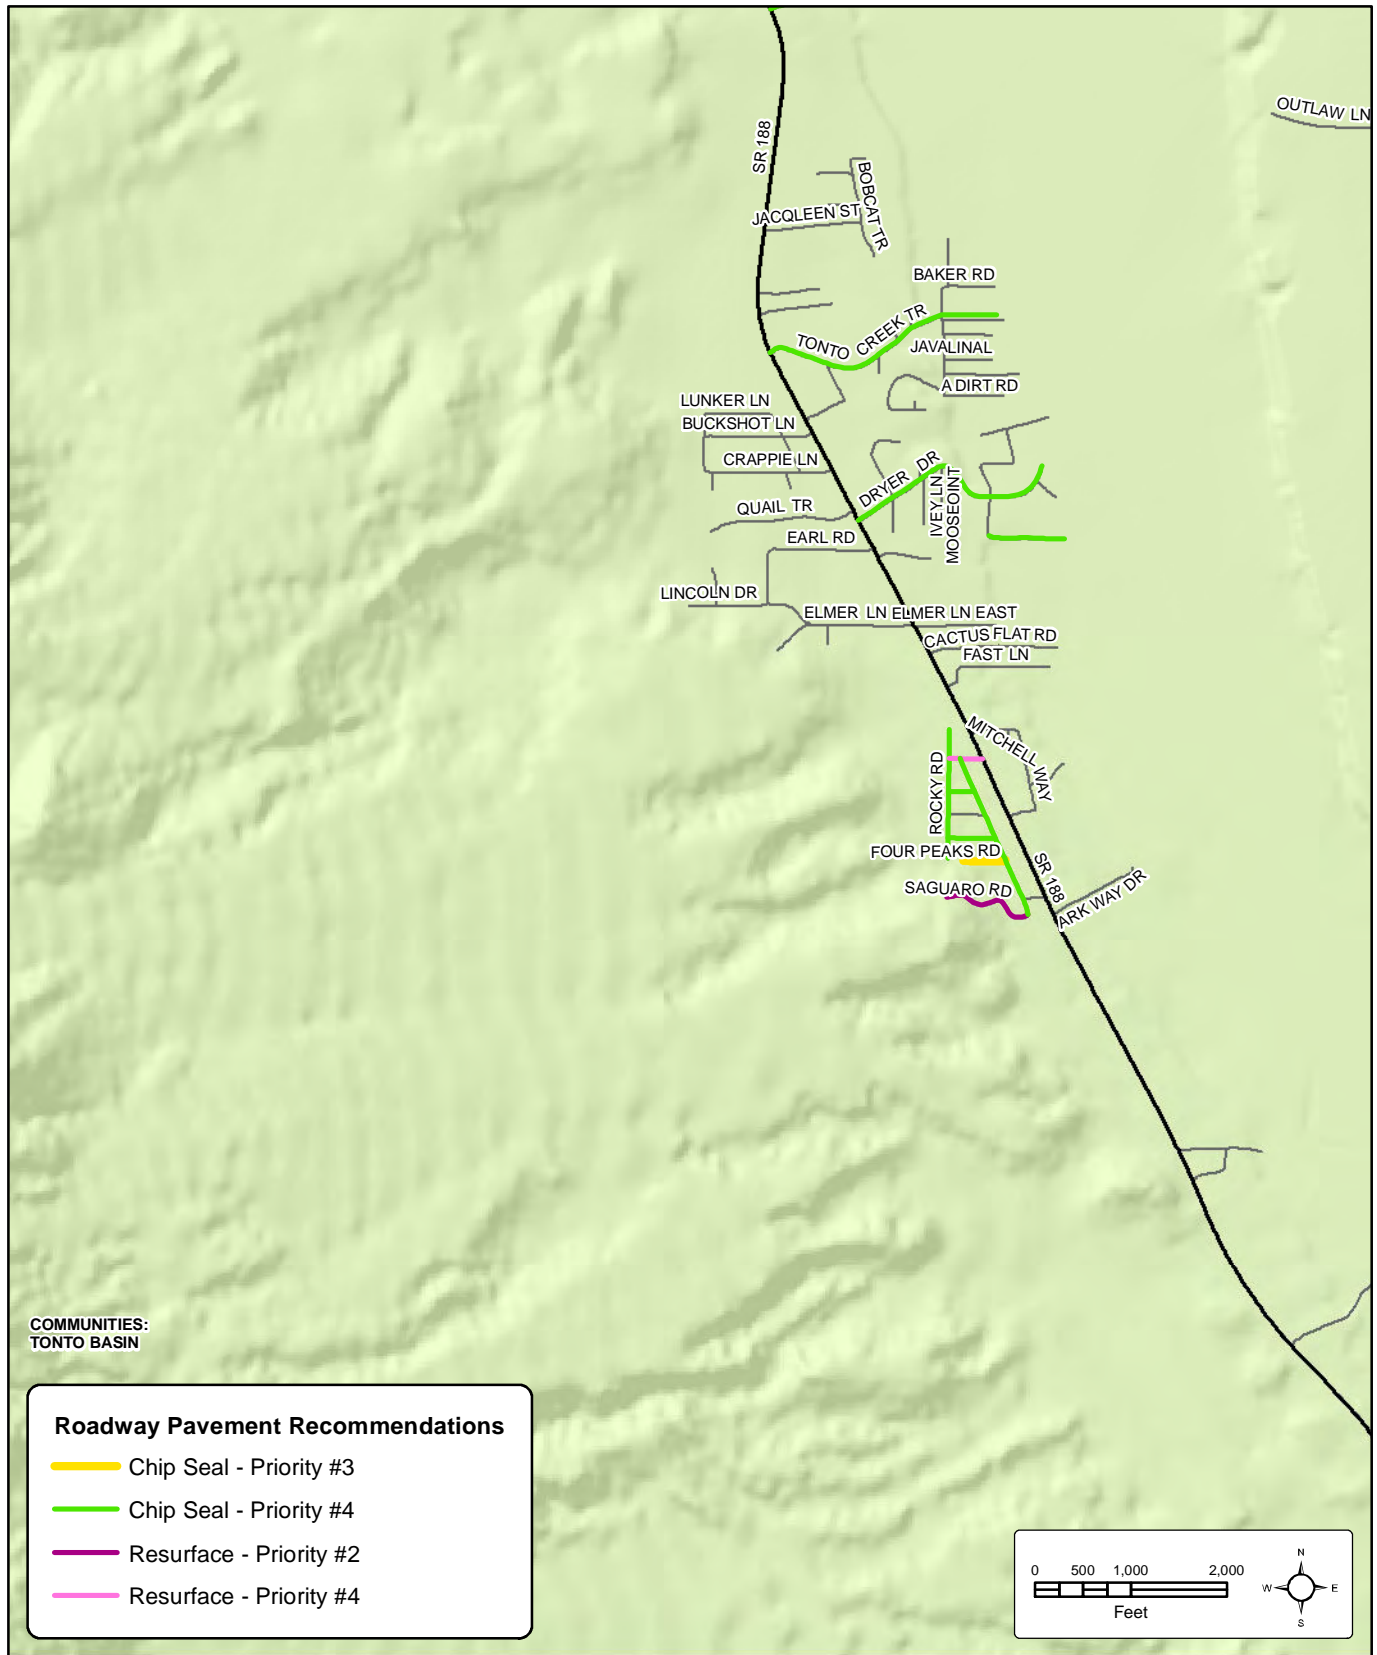 OUTLAW LN
SR 188
BOBCAT TR
JACQLEEN ST
BAKER RD
TONTO CREEK TR
JAVALINAL
A DIRT RD
LUNKER LN
BUCKSHOT LN
CRAPPIE LN
DRYER DR
IVEY LN
MOOSEOINT
QUAIL TR
EARL RD
LINCOLN DR
ELMER LN
ELMER LN EAST
CACTUS FLAT RD
FAST LN
MITCHELL WAY
ROCKY RD
FOUR PEAKS RD
SR 188
SAGUARO RD
ARK WAY DR
COMMUNITIES:
TONTO BASIN
Roadway Pavement Recommendations
Chip Seal - Priority #3
Chip Seal - Priority #4
Resurface - Priority #2
Resurface - Priority #4
0 500 1,000 2,000
Feet
N
W E
S